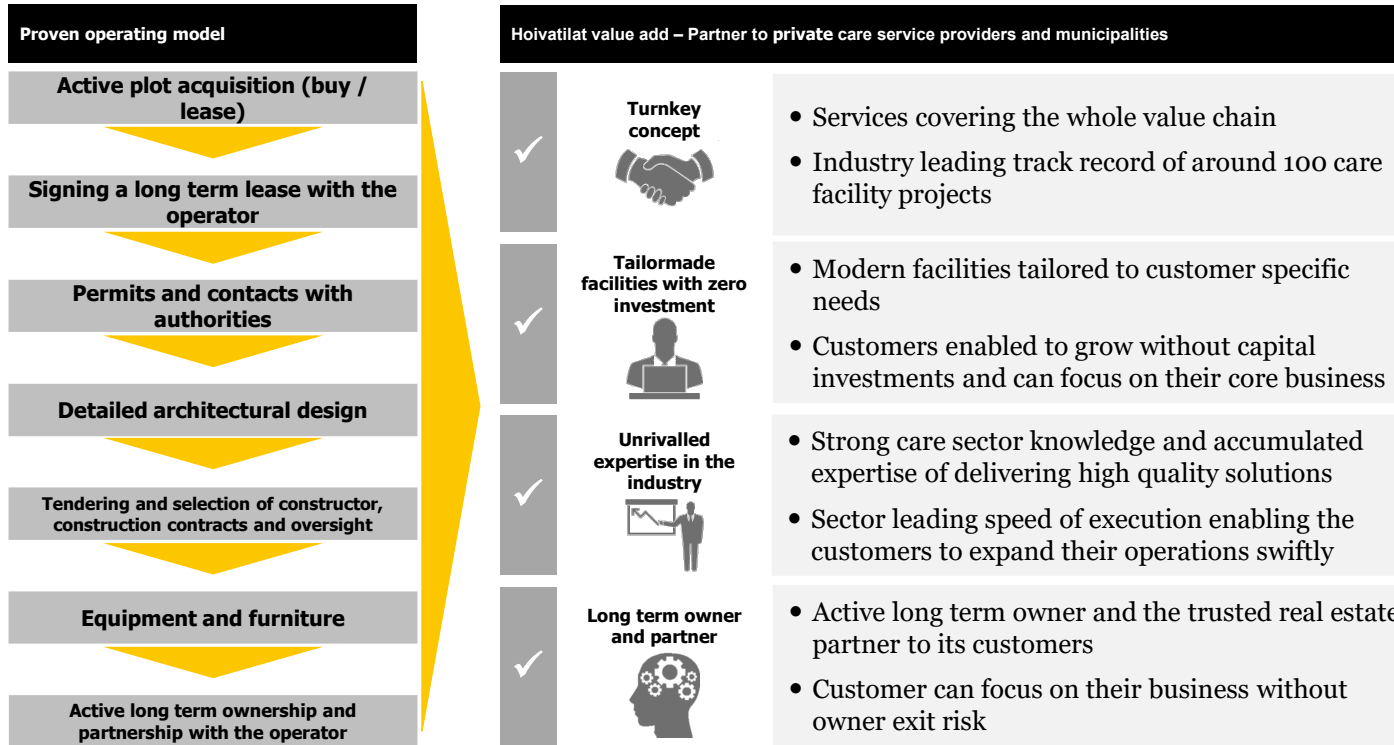 Proven operating model
Active plot acquisition (buy /
lease)
Signing a long term lease with the
operator
Permits and contacts with
authorities
Detailed architectural design
Tendering and selection of constructor,
construction contracts and oversight
Equipment and furniture
Active long term ownership and
partnership with the operator
Hoivatilat value add – Partner to private care service providers and municipalities
Turnkey
concept
• Services covering the whole value chain
• Industry leading track record of around 100 care
facility projects
Tailormade
facilities with zero
investment
• Modern facilities tailored to customer specific
needs
• Customers enabled to grow without capital
investments and can focus on their core business
Unrivalled
expertise in the
industry
• Strong care sector knowledge and accumulated
expertise of delivering high quality solutions
• Sector leading speed of execution enabling the
customers to expand their operations swiftly
Long term owner
and partner
• Active long term owner and the trusted real estate
partner to its customers
• Customer can focus on their business without
owner exit risk